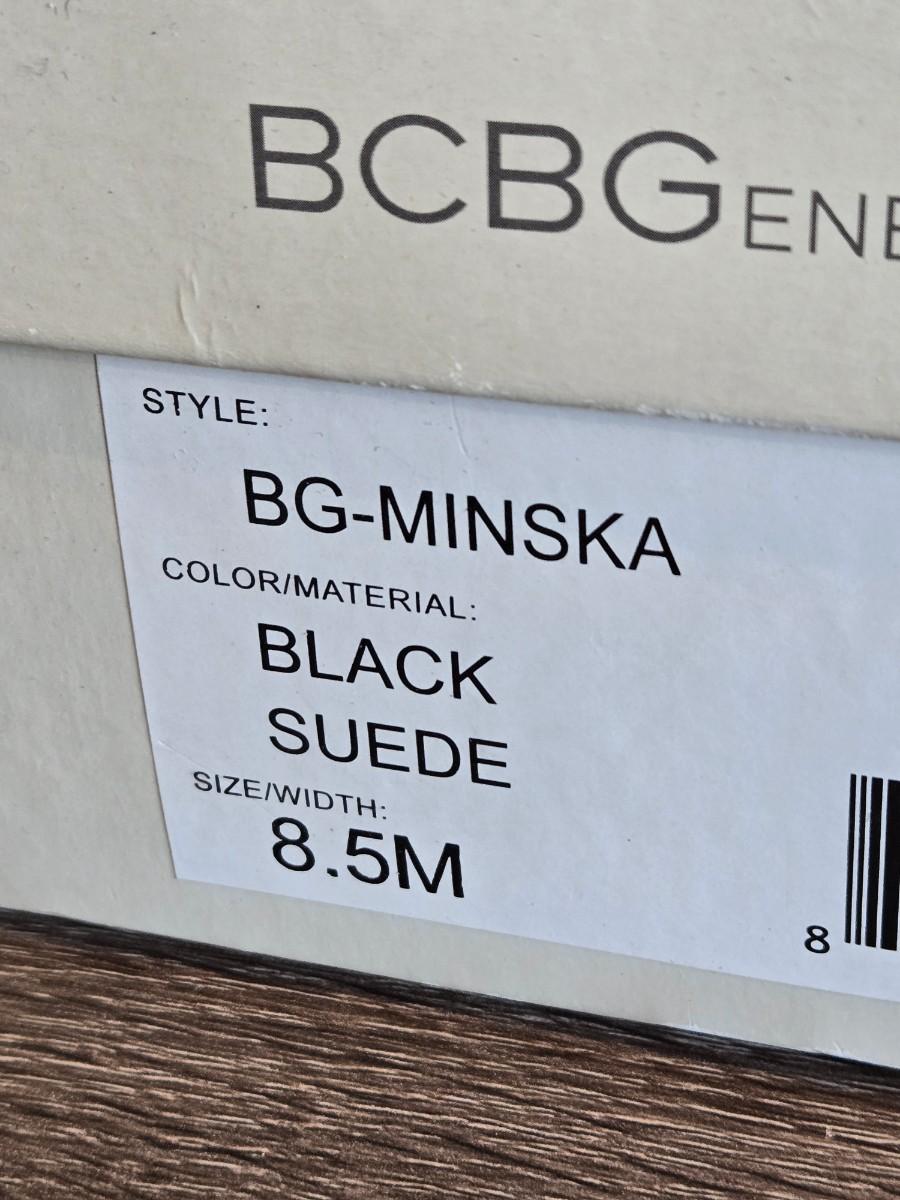 BCBGENE
STYLE:
BG-MINSKA
COLOR/MATERIAL:
BLACK
SUEDE
SIZE/WIDTH:
8.5M
8